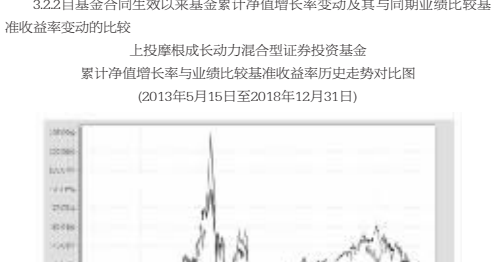 3.2.2自基金合同生效以来基金累计净值增长率变动及其与同期业绩比较基
准收益率变动的比较
上投摩根成长动力混合型证券投资基金
累计净值增长率与业绩比较基准收益率历史走势对比图
(2013年5月15日至2018年12月31日)